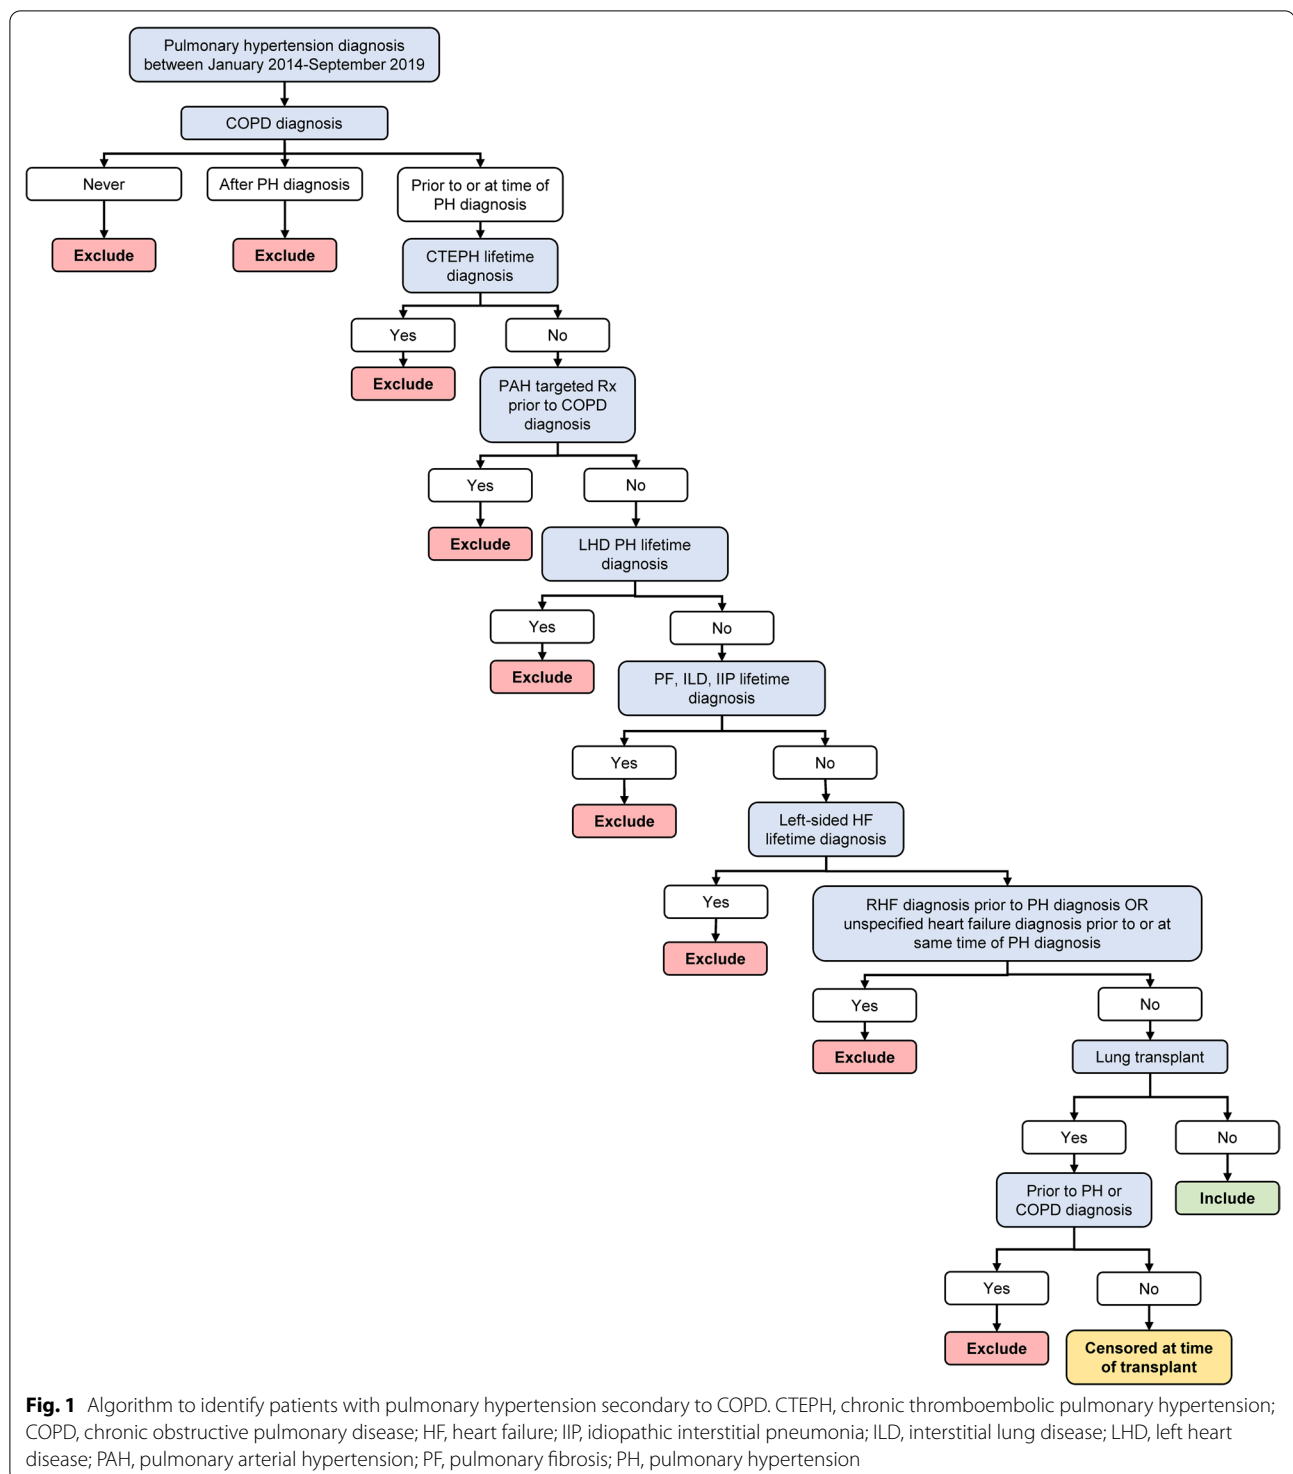 Pulmonary hypertension diagnosis
between January 2014-September 2019
COPD diagnosis
Never
After PH diagnosis
Prior to or at time of
PH diagnosis
Exclude
Exclude
CTEPH lifetime
diagnosis
Yes
No
Exclude
PAH targeted Rx
prior to COPD
diagnosis
Yes
No
Exclude
LHD PH lifetime
diagnosis
Yes
No
Exclude
PF, ILD, IIP lifetime
diagnosis
Yes
No
Exclude
Left-sided HF
lifetime diagnosis
Yes
Exclude
RHF diagnosis prior to PH diagnosis OR
unspecified heart failure diagnosis prior to or at
same time of PH diagnosis
Yes
No
Exclude
Lung transplant
Yes
No
Prior to PH or
COPD diagnosis
Include
Yes
No
Exclude
Censored at time
of transplant
Fig. 1 Algorithm to identify patients with pulmonary hypertension secondary to COPD. CTEPH, chronic thromboembolic pulmonary hypertension;
COPD, chronic obstructive pulmonary disease; HF, heart failure; IIP, idiopathic interstitial pneumonia; ILD, interstitial lung disease; LHD, left heart
disease; PAH, pulmonary arterial hypertension; PF, pulmonary fibrosis; PH, pulmonary hypertension